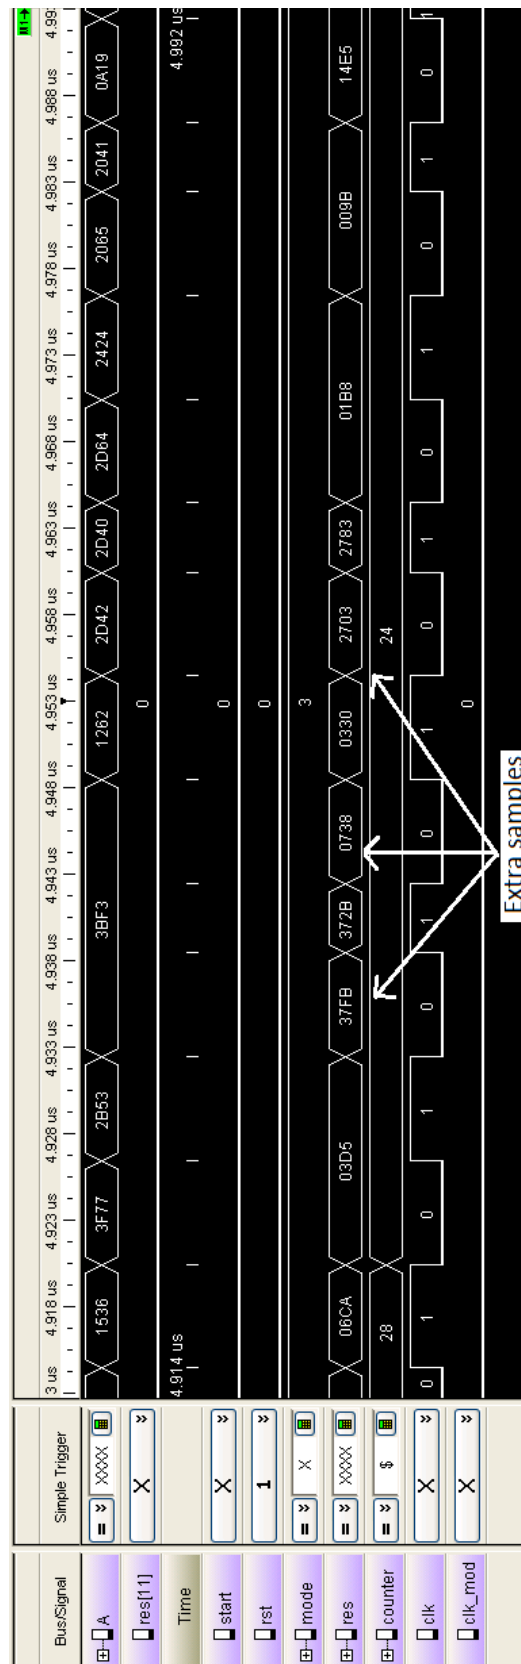 Bus/Signal Simple Trigger 3 us 4.918 us 4.923 us 4.928 us 4.933 us 4.938 us 4.943 us 4.948 us 4.953 us 4.958 us 4.963 us 4.968 us 4.973 us 4.978 us 4.983 us 4.988 us 4.99 M1
A = XXXX 1536 3F77 2B53 3BF3 1262 2D42 2D40 2D64 2424 2065 2041 0A19
res[11] X 0
Time 4.914 us 4.992 us
start X 0
rst 1 0
mode = X 3
res = XXXX 06CA 03D5 37FB 372B 0738 0330 2703 2783 01B8 009B 14E5
counter = $ 28 24
clk X 0 1 0 1 0 1 0 1 0 1 0 1 0 1 0 1
clk_mod X 0
Extra samples